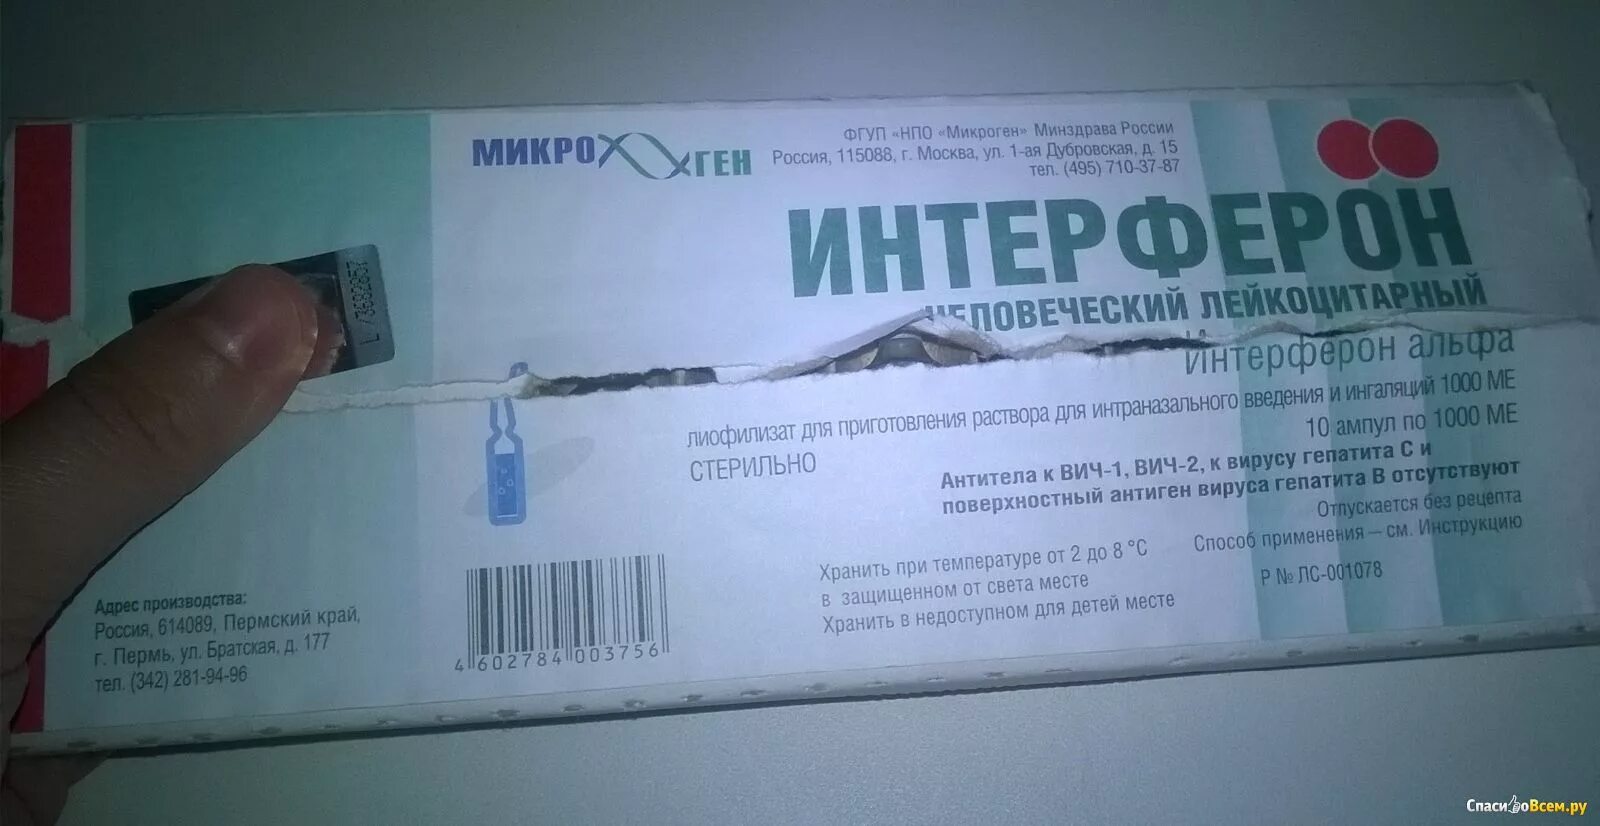 МИКРОГЕН
ФГУП «НПО «Микроген» Минздрава России
Россия, 115088, г. Москва, ул. 1-ая Дубровская, д. 15
тел. (495) 710-37-87
ИНТЕРФЕРОН
ЧЕЛОВЕЧЕСКИЙ ЛЕЙКОЦИТАРНЫЙ
Интерферон альфа
лиофилизат для приготовления раствора для интраназального введения и ингаляций 1000 МЕ
СТЕРИЛЬНО
10 ампул по 1000 МЕ
Антитела к ВИЧ-1, ВИЧ-2, к вирусу гепатита С и
поверхностный антиген вируса гепатита В отсутствуют
Отпускается без рецепта
Способ применения – см. Инструкцию
Хранить при температуре от 2 до 8 °С
в защищенном от света месте
Хранить в недоступном для детей месте
Р № ЛС-001078
Адрес производства:
Россия, 614089, Пермский край,
г. Пермь, ул. Братская, д. 177
тел. (342) 281-94-96
4 602784 003756
СпасибоВсем.ру